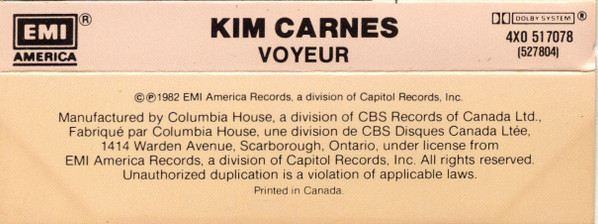 EMI®
AMERICA
KIM CARNES
VOYEUR
DOLBY SYSTEM®
4X0 517078
(527804)
©℗1982 EMI America Records, a division of Capitol Records, Inc.
Manufactured by Columbia House, a division of CBS Records of Canada Ltd.,
Fabriqué par Columbia House, une division de CBS Disques Canada Ltée,
1414 Warden Avenue, Scarborough, Ontario, under license from
EMI America Records, a division of Capitol Records, Inc. All rights reserved.
Unauthorized duplication is a violation of applicable laws.
Printed in Canada.